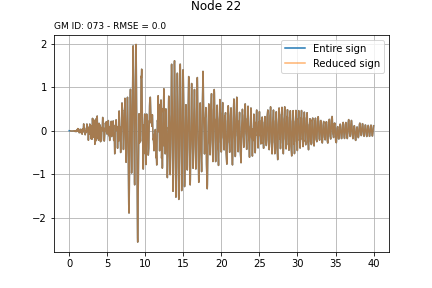 Node 22
GM ID: 073 - RMSE = 0.0
Entire sign
Reduced sign
2
1
0
−1
−2
0 5 10 15 20 25 30 35 40